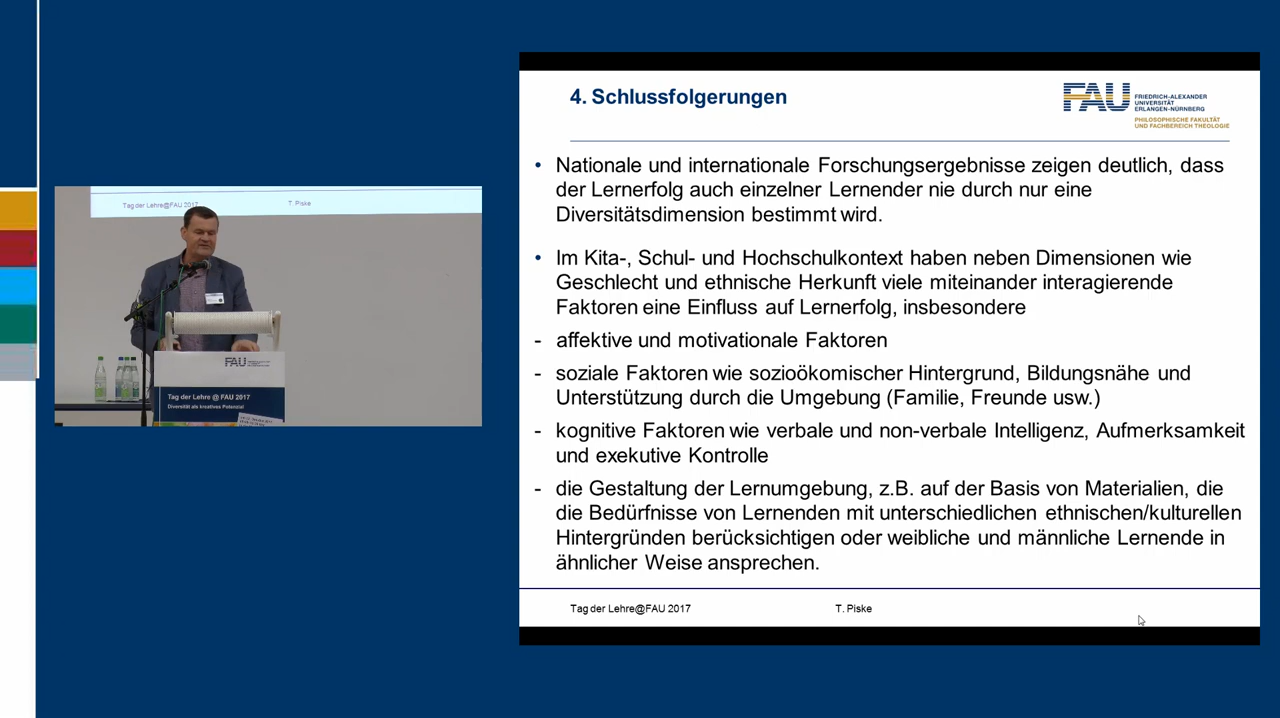 Tag der Lehre@FAU 2017
T. Piske
FAU
Tag der Lehre @ FAU 2017
Diversität als kreatives Potenzial
4. Schlussfolgerungen
FAU
FRIEDRICH-ALEXANDER
UNIVERSITÄT
ERLANGEN-NÜRNBERG
PHILOSOPHISCHE FAKULTÄT
UND FACHBEREICH THEOLOGIE
• Nationale und internationale Forschungsergebnisse zeigen deutlich, dass
der Lernerfolg auch einzelner Lernender nie durch nur eine
Diversitätsdimension bestimmt wird.
• Im Kita-, Schul- und Hochschulkontext haben neben Dimensionen wie
Geschlecht und ethnische Herkunft viele miteinander interagierende
Faktoren eine Einfluss auf Lernerfolg, insbesondere
- affektive und motivationale Faktoren
- soziale Faktoren wie sozioökomischer Hintergrund, Bildungsnähe und
Unterstützung durch die Umgebung (Familie, Freunde usw.)
- kognitive Faktoren wie verbale und non-verbale Intelligenz, Aufmerksamkeit
und exekutive Kontrolle
- die Gestaltung der Lernumgebung, z.B. auf der Basis von Materialien, die
die Bedürfnisse von Lernenden mit unterschiedlichen ethnischen/kulturellen
Hintergründen berücksichtigen oder weibliche und männliche Lernende in
ähnlicher Weise ansprechen.
Tag der Lehre@FAU 2017
T. Piske